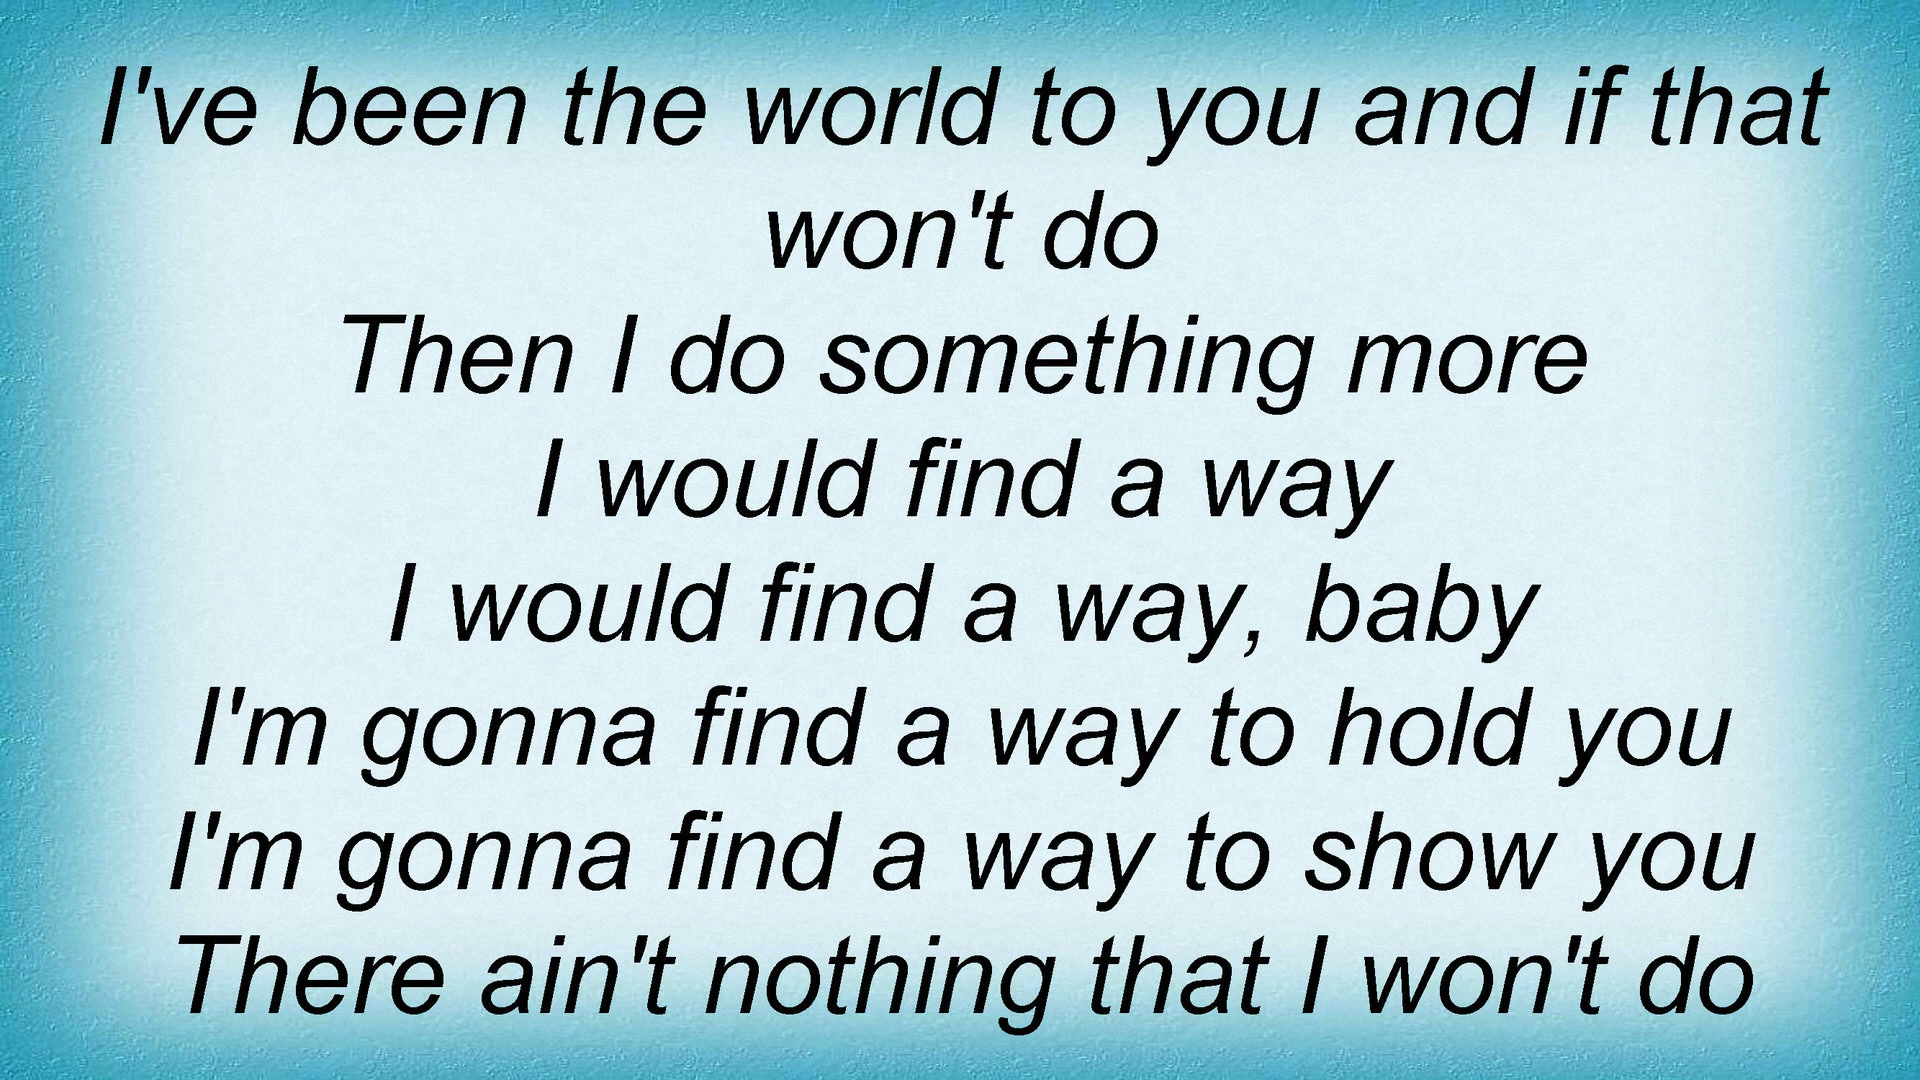 I've been the world to you and if that
won't do
Then I do something more
I would find a way
I would find a way, baby
I'm gonna find a way to hold you
I'm gonna find a way to show you
There ain't nothing that I won't do